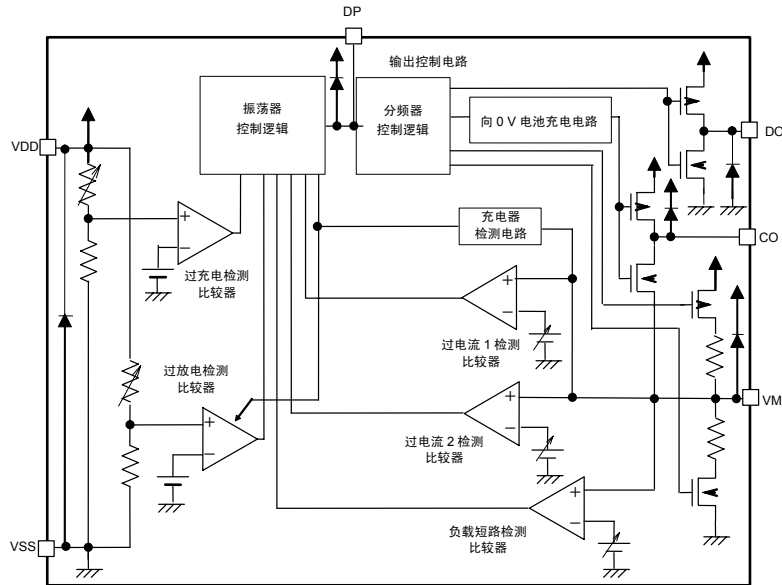 DP
输出控制电路
振荡器
控制逻辑
分频器
控制逻辑
向 0 V 电池充电电路
VDD
DO
充电器
检测电路
CO
过充电检测
比较器
过电流 1 检测
比较器
过放电检测
比较器
VM
过电流 2 检测
比较器
负载短路检测
比较器
VSS
+
−
+
−
+
−
+
−
+
−